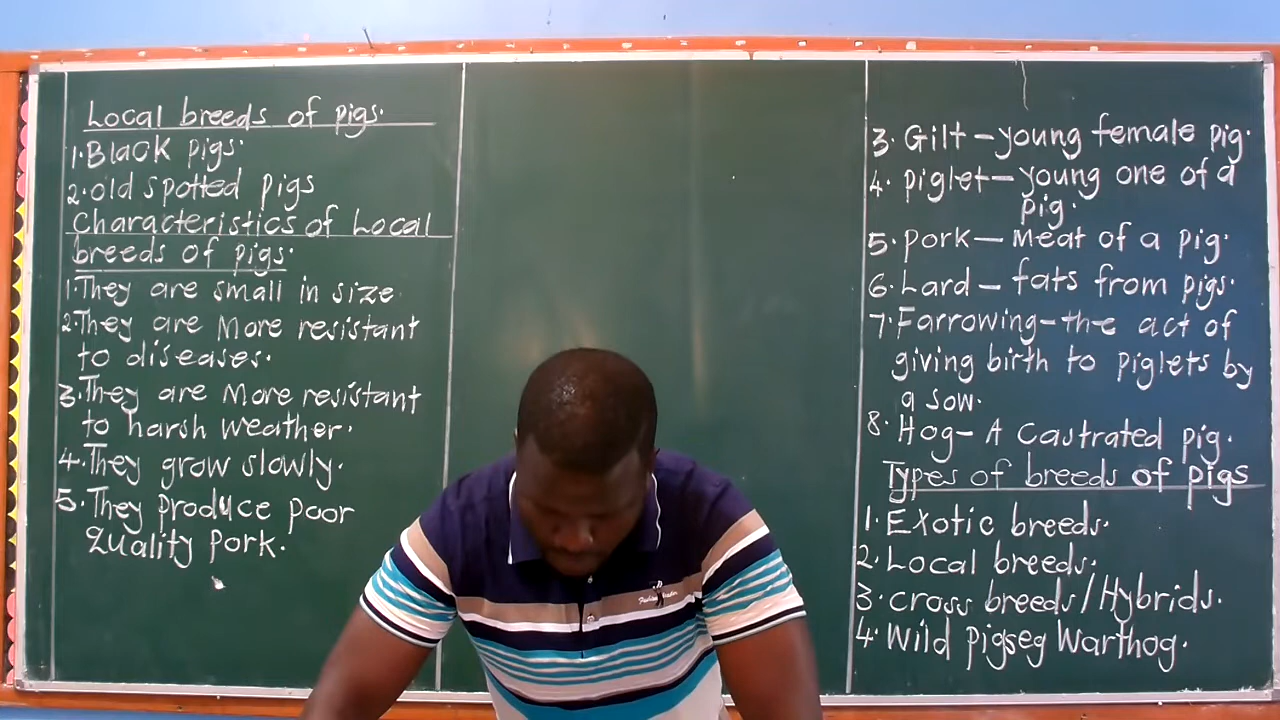 Local breeds of pigs.
1. Black pigs.
2. old spotted pigs
Characteristics of Local
breeds of pigs.
1. They are small in size.
2. They are More resistant
to diseases.
3. They are More resistant
to harsh weather.
4. They grow slowly.
5. They produce poor
quality pork.
3. Gilt - young female pig.
4. piglet - young one of a
pig.
5. pork - Meat of a pig.
6. Lard - fats from pigs.
7. Farrowing - the act of
giving birth to piglets by
a sow.
8. Hog - A Castrated pig.
Types of breeds of pigs
1. Exotic breeds.
2. Local breeds.
3. cross breeds/Hybrids.
4. Wild pigs eg Warthog.